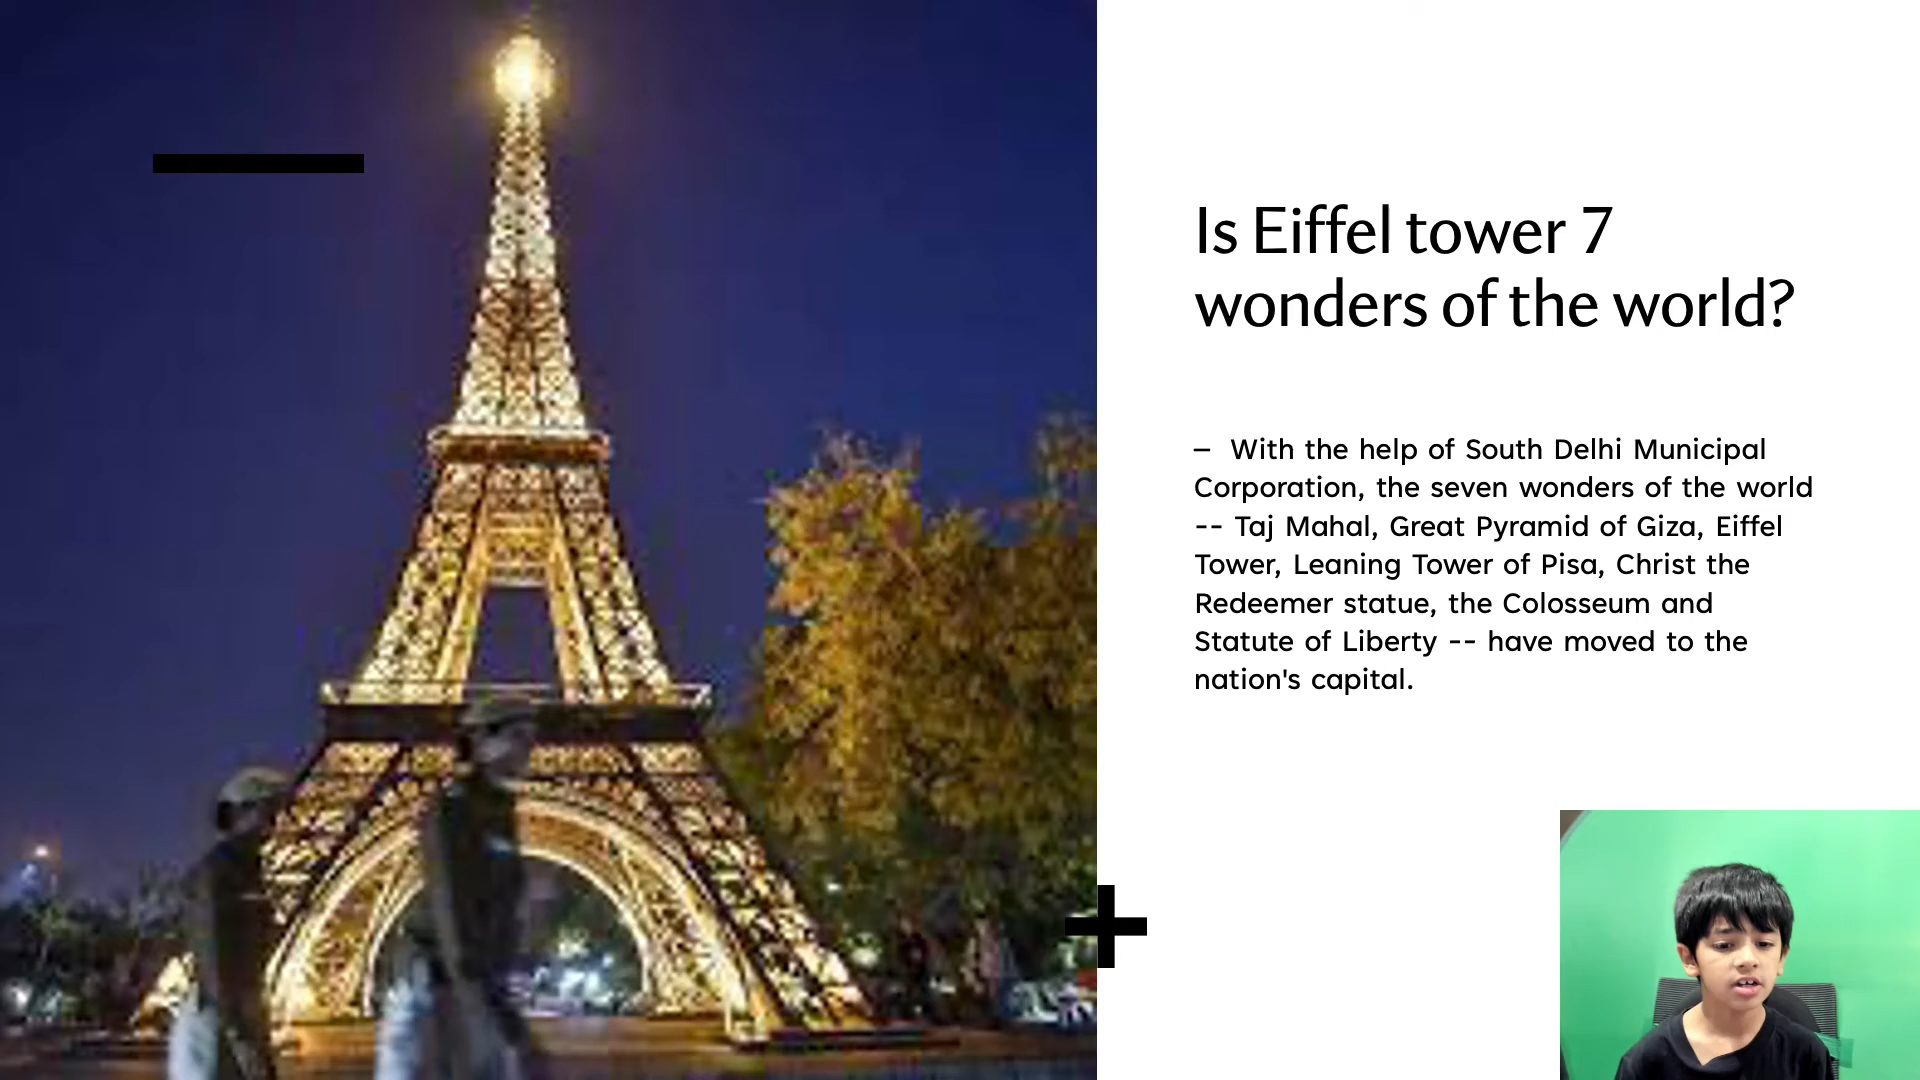 Is Eiffel tower 7
wonders of the world?
– With the help of South Delhi Municipal
Corporation, the seven wonders of the world
-- Taj Mahal, Great Pyramid of Giza, Eiffel
Tower, Leaning Tower of Pisa, Christ the
Redeemer statue, the Colosseum and
Statute of Liberty -- have moved to the
nation's capital.